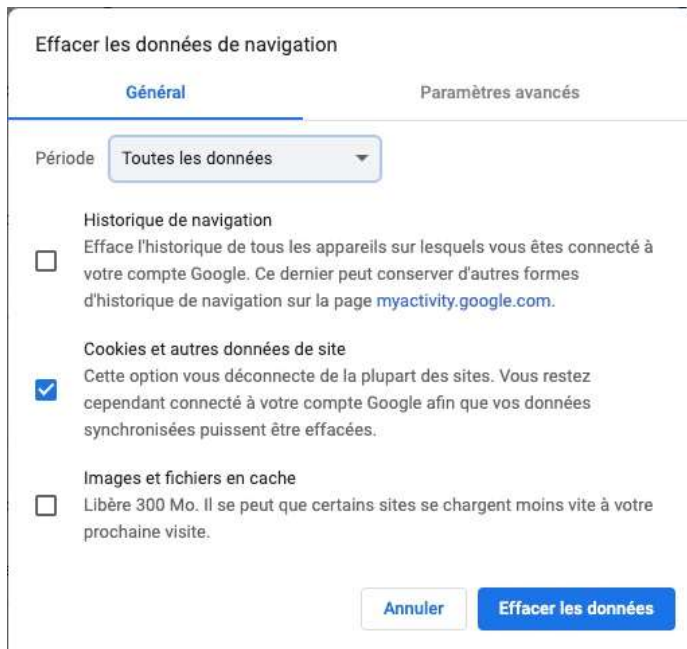 Effacer les données de navigation
Général
Paramètres avancés
Période
Toutes les données
Historique de navigation
Efface l'historique de tous les appareils sur lesquels vous êtes connecté à
votre compte Google. Ce dernier peut conserver d'autres formes
d'historique de navigation sur la page myactivity.google.com.
Cookies et autres données de site
Cette option vous déconnecte de la plupart des sites. Vous restez
cependant connecté à votre compte Google afin que vos données
synchronisées puissent être effacées.
Images et fichiers en cache
Libère 300 Mo. Il se peut que certains sites se chargent moins vite à votre
prochaine visite.
Annuler
Effacer les données